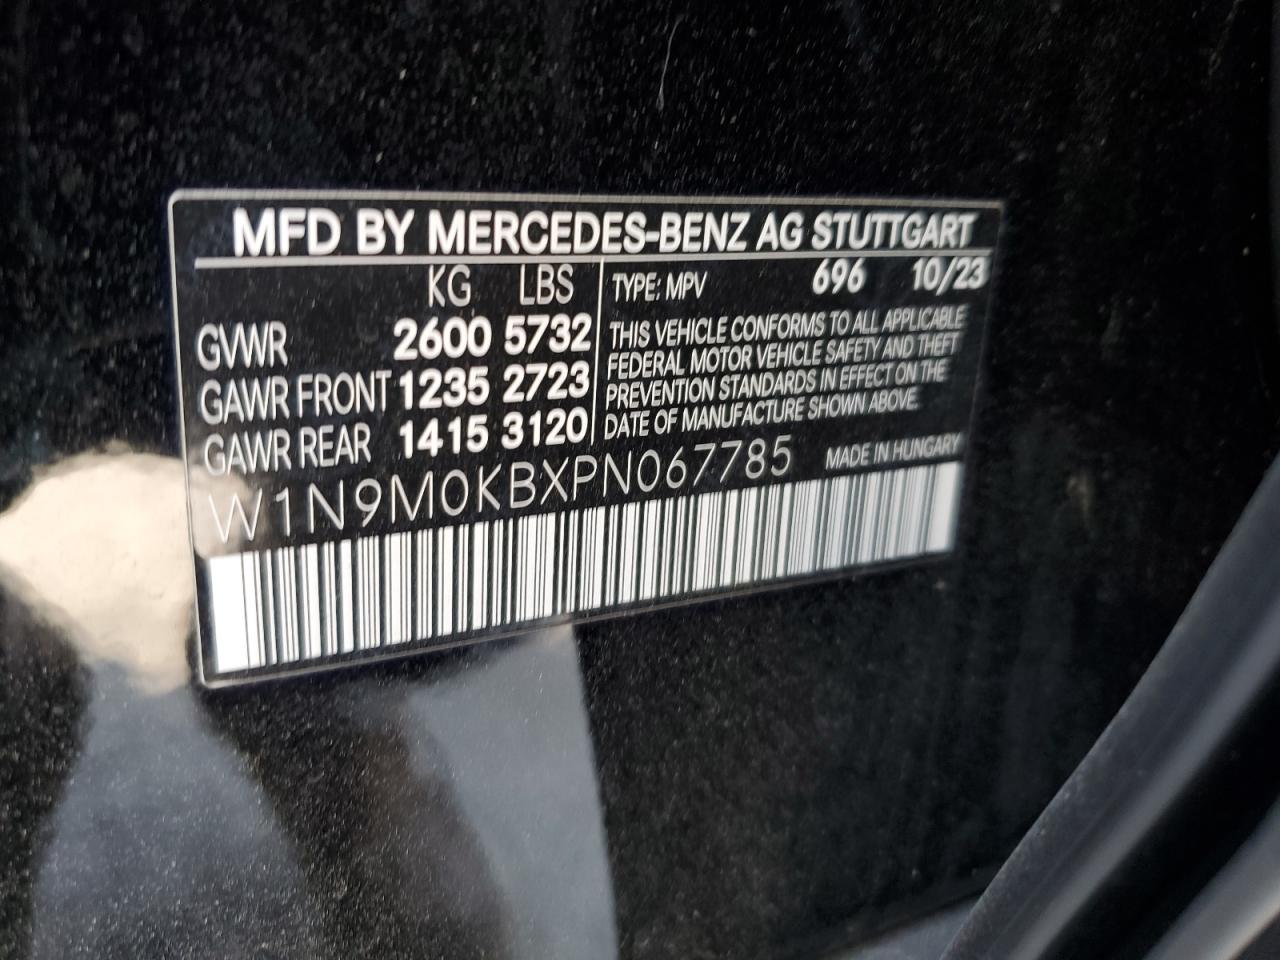 MFD BY MERCEDES-BENZ AG STUTTGART
KG LBS
GVWR 2600 5732
GAWR FRONT 1235 2723
GAWR REAR 1415 3120
TYPE: MPV 696 10/23
THIS VEHICLE CONFORMS TO ALL APPLICABLE
FEDERAL MOTOR VEHICLE SAFETY AND THEFT
PREVENTION STANDARDS IN EFFECT ON THE
DATE OF MANUFACTURE SHOWN ABOVE.
W1N9M0KBXPN067785 MADE IN HUNGARY